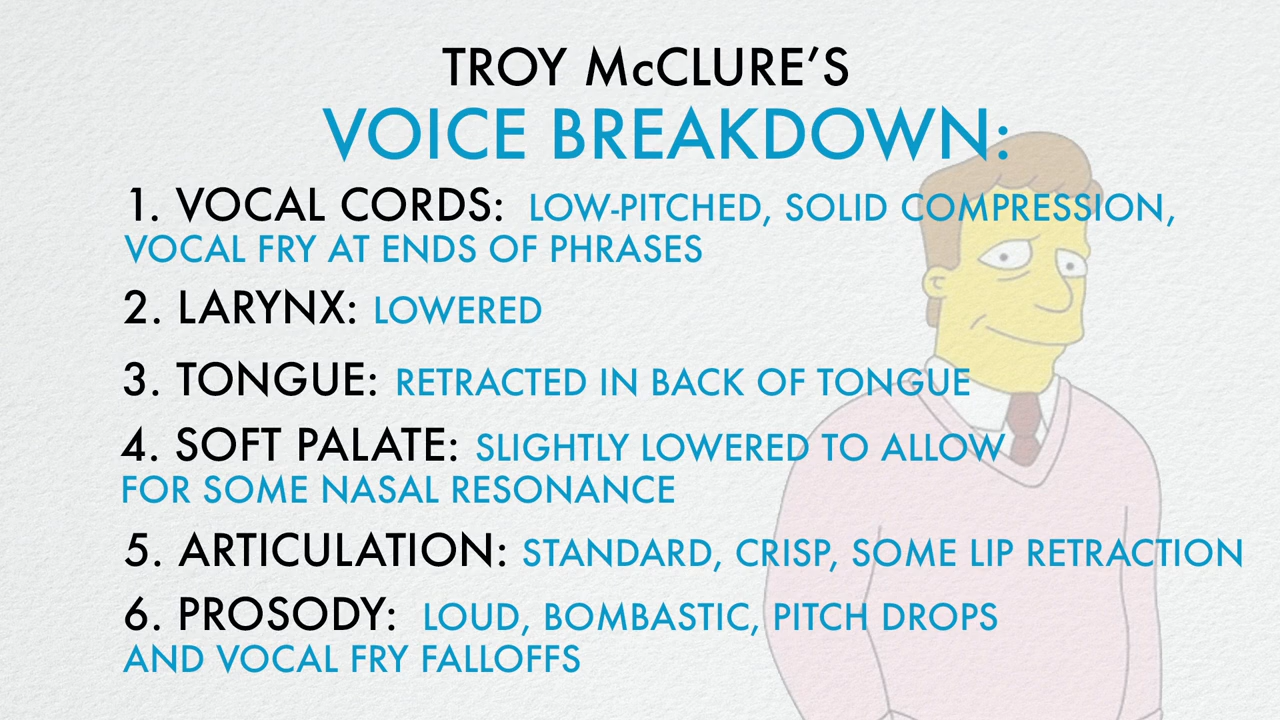 TROY McCLURE'S
VOICE BREAKDOWN:
1. VOCAL CORDS: LOW-PITCHED, SOLID COMPRESSION,
VOCAL FRY AT ENDS OF PHRASES
2. LARYNX: LOWERED
3. TONGUE: RETRACTED IN BACK OF TONGUE
4. SOFT PALATE: SLIGHTLY LOWERED TO ALLOW
FOR SOME NASAL RESONANCE
5. ARTICULATION: STANDARD, CRISP, SOME LIP RETRACTION
6. PROSODY: LOUD, BOMBASTIC, PITCH DROPS
AND VOCAL FRY FALLOFFS